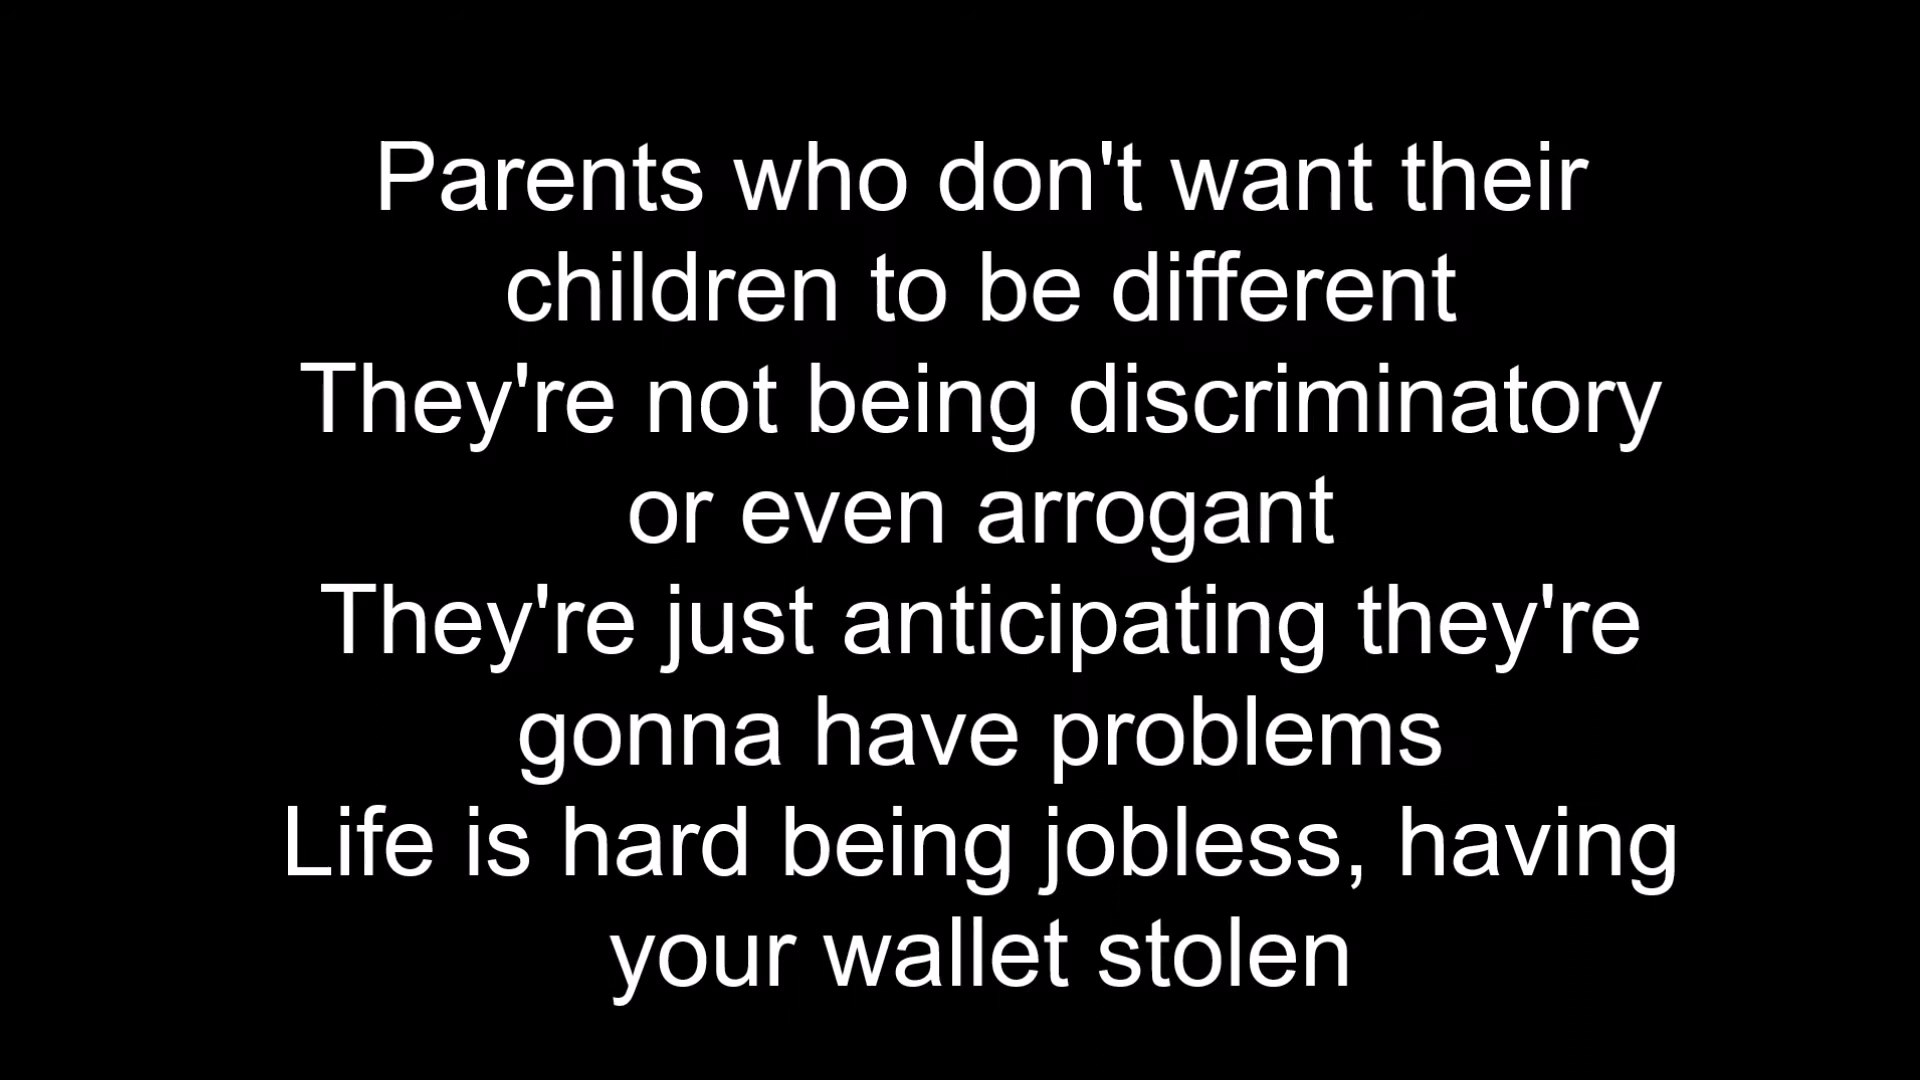 Parents who don't want their
children to be different
They're not being discriminatory
or even arrogant
They're just anticipating they're
gonna have problems
Life is hard being jobless, having
your wallet stolen